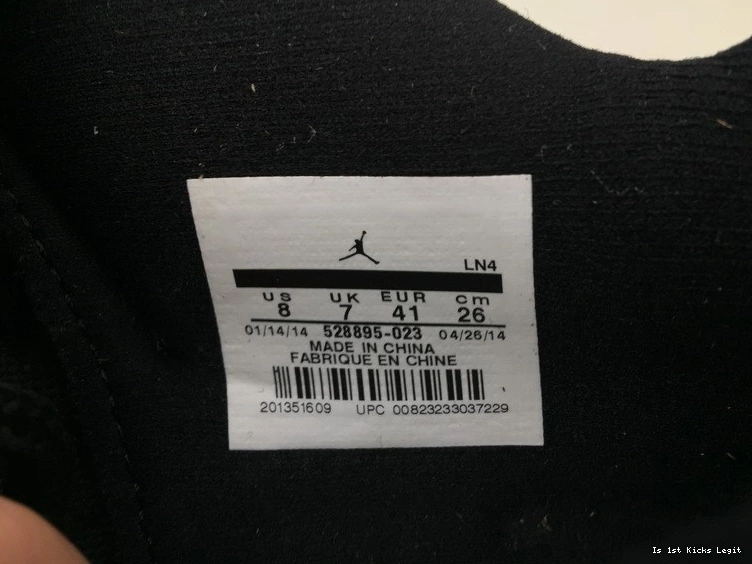 LN4
US UK EUR cm
8 7 41 26
01/14/14 528895-023 04/26/14
MADE IN CHINA
FABRIQUE EN CHINE
201351609 UPC 00823233037229
Is 1st Kicks Legit